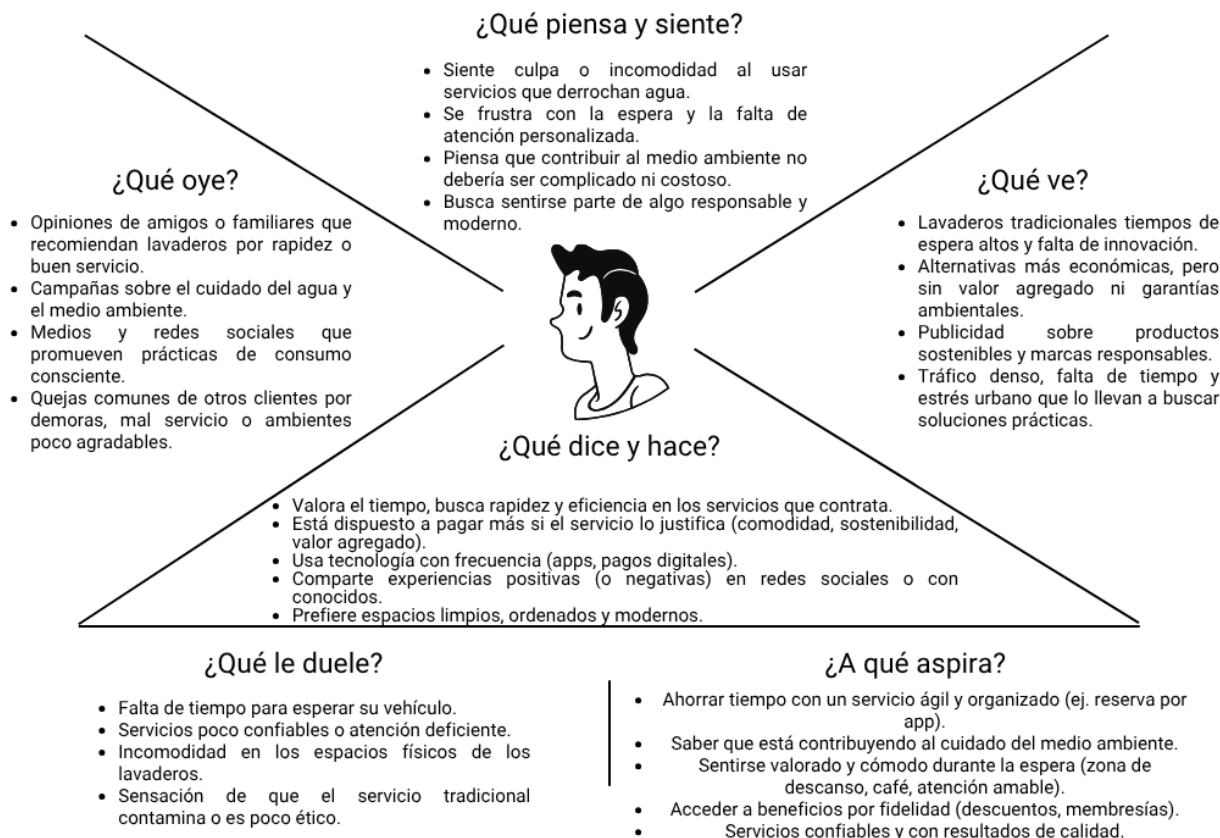 ¿Qué piensa y siente?
• Siente culpa o incomodidad al usar
servicios que derrochan agua.
• Se frustra con la espera y la falta de
atención personalizada.
• Piensa que contribuir al medio ambiente no
debería ser complicado ni costoso.
• Busca sentirse parte de algo responsable y
moderno.
¿Qué oye?
• Opiniones de amigos o familiares que
recomiendan lavaderos por rapidez o
buen servicio.
• Campañas sobre el cuidado del agua y
el medio ambiente.
• Medios y redes sociales que
promueven prácticas de consumo
consciente.
• Quejas comunes de otros clientes por
demoras, mal servicio o ambientes
poco agradables.
¿Qué ve?
• Lavaderos tradicionales tiempos de
espera altos y falta de innovación.
• Alternativas más económicas, pero
sin valor agregado ni garantías
ambientales.
• Publicidad sobre productos
sostenibles y marcas responsables.
• Tráfico denso, falta de tiempo y
estrés urbano que lo llevan a buscar
soluciones prácticas.
¿Qué dice y hace?
• Valora el tiempo, busca rapidez y eficiencia en los servicios que contrata.
• Está dispuesto a pagar más si el servicio lo justifica (comodidad, sostenibilidad,
valor agregado).
• Usa tecnología con frecuencia (apps, pagos digitales).
• Comparte experiencias positivas (o negativas) en redes sociales o con
conocidos.
• Prefiere espacios limpios, ordenados y modernos.
¿Qué le duele?
• Falta de tiempo para esperar su vehículo.
• Servicios poco confiables o atención deficiente.
• Incomodidad en los espacios físicos de los
lavaderos.
• Sensación de que el servicio tradicional
contamina o es poco ético.
¿A qué aspira?
• Ahorrar tiempo con un servicio ágil y organizado (ej. reserva por
app).
• Saber que está contribuyendo al cuidado del medio ambiente.
• Sentirse valorado y cómodo durante la espera (zona de
descanso, café, atención amable).
• Acceder a beneficios por fidelidad (descuentos, membresías).
• Servicios confiables y con resultados de calidad.